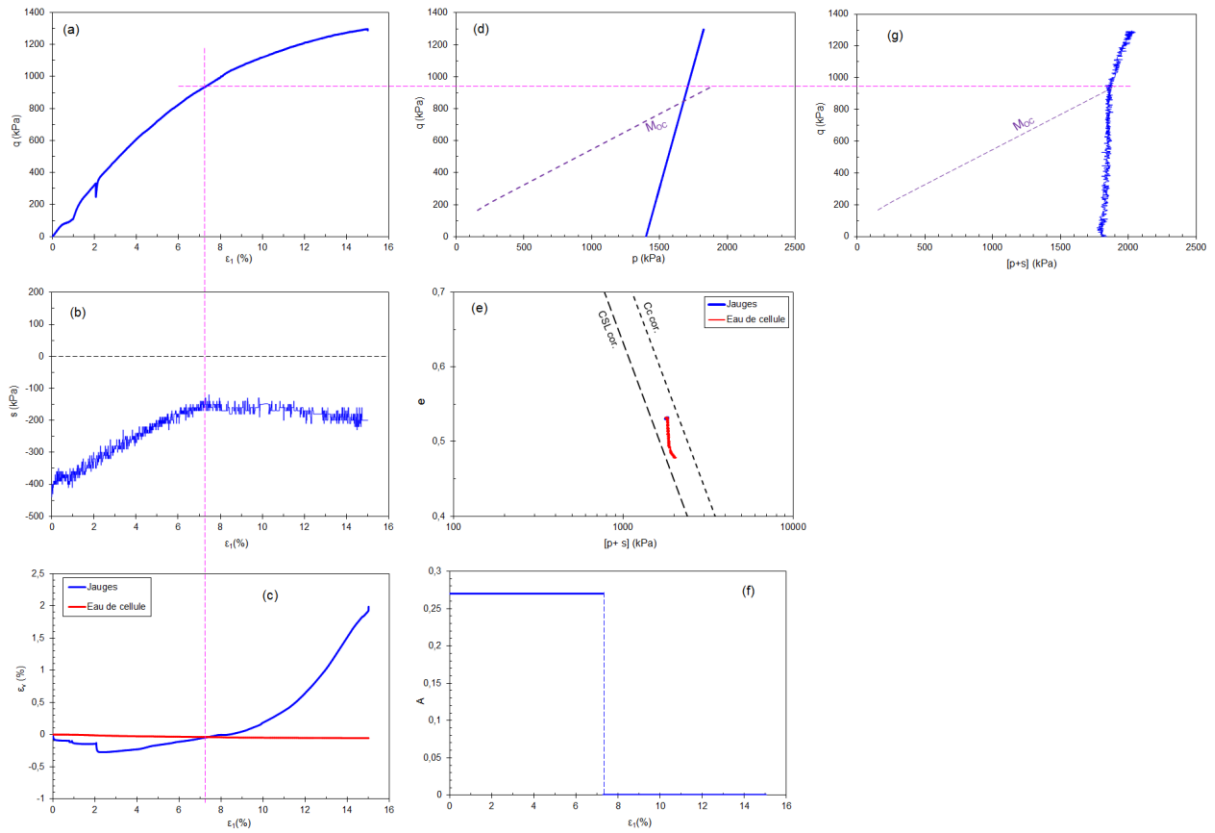 (a)
1400
1200
1000
800
600
400
200
0
q (kPa)
0 2 4 6 8 10 12 14 16
ε₁ (%)
(d)
1400
1200
1000
800
600
400
200
0
q (kPa)
M_OC
0 500 1000 1500 2000 2500
p (kPa)
(g)
1400
1200
1000
800
600
400
200
0
q (kPa)
M_OC
0 500 1000 1500 2000 2500
[p+s] (kPa)
(b)
200
100
0
-100
-200
-300
-400
-500
s (kPa)
0 2 4 6 8 10 12 14 16
ε₁(%)
(e)
Jauges
Eau de cellule
CSL cor.
Cc cor.
0,7
0,6
0,5
0,4
e
100 1000 10000
[p+ s] (kPa)
(c)
Jauges
Eau de cellule
2,5
2
1,5
1
0,5
0
-0,5
-1
εᵥ (%)
0 2 4 6 8 10 12 14 16
ε₁(%)
(f)
0,3
0,25
0,2
0,15
0,1
0,05
0
A
0 2 4 6 8 10 12 14 16
ε₁(%)